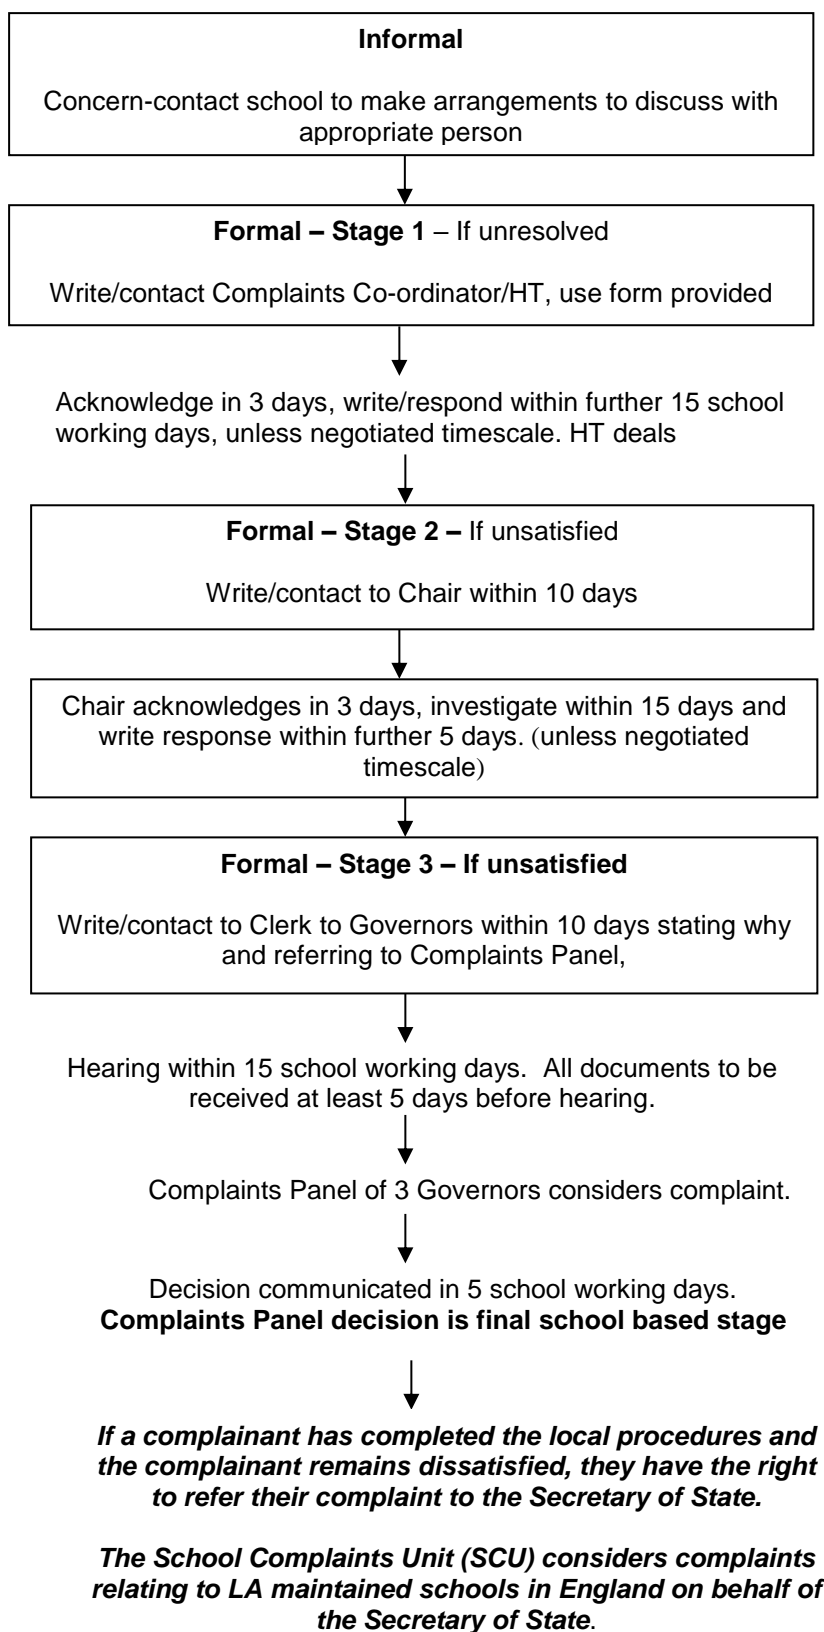 Informal
Concern-contact school to make arrangements to discuss with
appropriate person
Formal – Stage 1 – If unresolved
Write/contact Complaints Co-ordinator/HT, use form provided
Acknowledge in 3 days, write/respond within further 15 school
working days, unless negotiated timescale. HT deals
Formal – Stage 2 – If unsatisfied
Write/contact to Chair within 10 days
Chair acknowledges in 3 days, investigate within 15 days and
write response within further 5 days. (unless negotiated
timescale)
Formal – Stage 3 – If unsatisfied
Write/contact to Clerk to Governors within 10 days stating why
and referring to Complaints Panel,
Hearing within 15 school working days. All documents to be
received at least 5 days before hearing.
Complaints Panel of 3 Governors considers complaint.
Decision communicated in 5 school working days.
Complaints Panel decision is final school based stage
If a complainant has completed the local procedures and
the complainant remains dissatisfied, they have the right
to refer their complaint to the Secretary of State.
The School Complaints Unit (SCU) considers complaints
relating to LA maintained schools in England on behalf of
the Secretary of State.